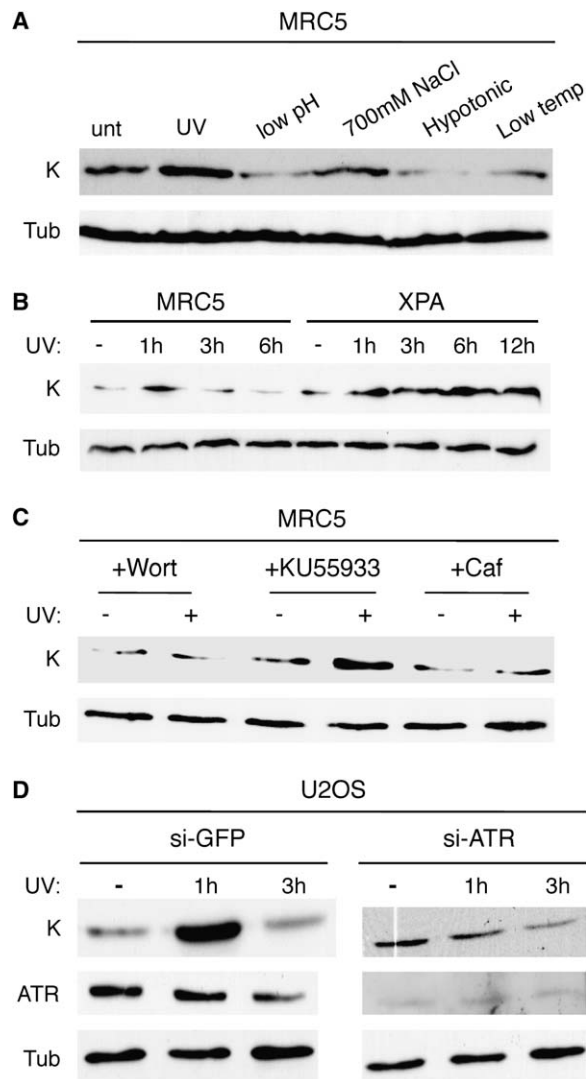 A
MRC5
unt UV low pH 700mM NaCl Hypotonic Low temp
K
Tub
B
MRC5 XPA
UV: - 1h 3h 6h - 1h 3h 6h 12h
K
Tub
C
MRC5
+Wort +KU55933 +Caf
UV: - + - + - +
K
Tub
D
U2OS
si-GFP si-ATR
UV: - 1h 3h - 1h 3h
K
ATR
Tub